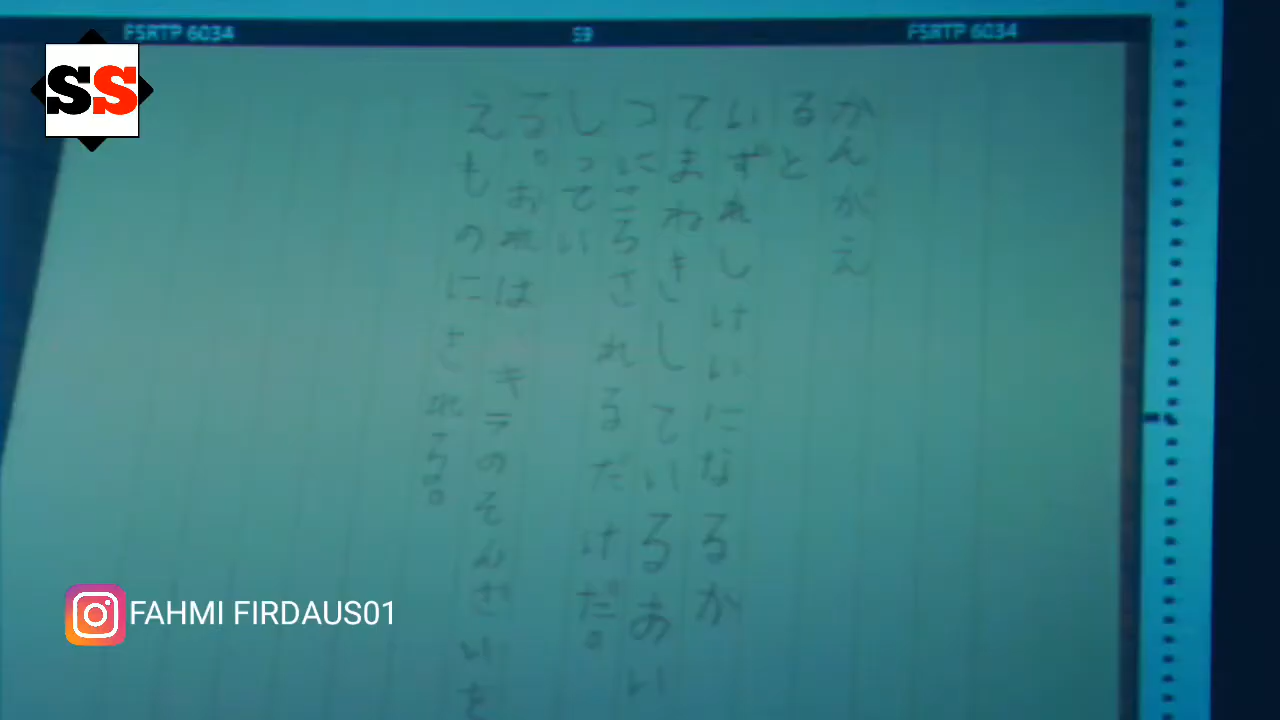 FSRTP 6034
59
FSRTP 6034
かんがえ
ると
いずれしけいになるか
てまねきしているあい
つにころされるだけだ。
しってい
る。おれは キラのそんざいを
えものにされる。
SS
FAHMI FIRDAUS01